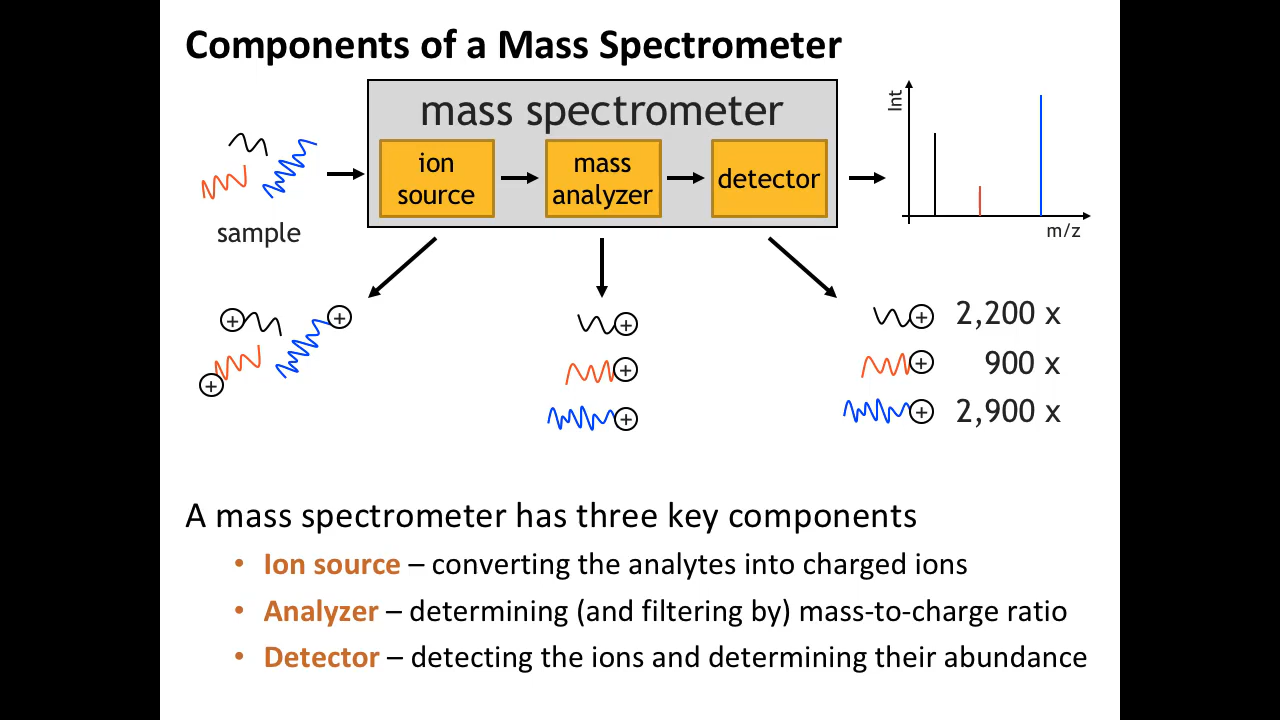 Components of a Mass Spectrometer
mass spectrometer
ion
source
mass
analyzer
detector
sample
Int
m/z
+
+
+
+
+
+
+ 2,200 x
+ 900 x
+ 2,900 x
A mass spectrometer has three key components
• Ion source – converting the analytes into charged ions
• Analyzer – determining (and filtering by) mass-to-charge ratio
• Detector – detecting the ions and determining their abundance